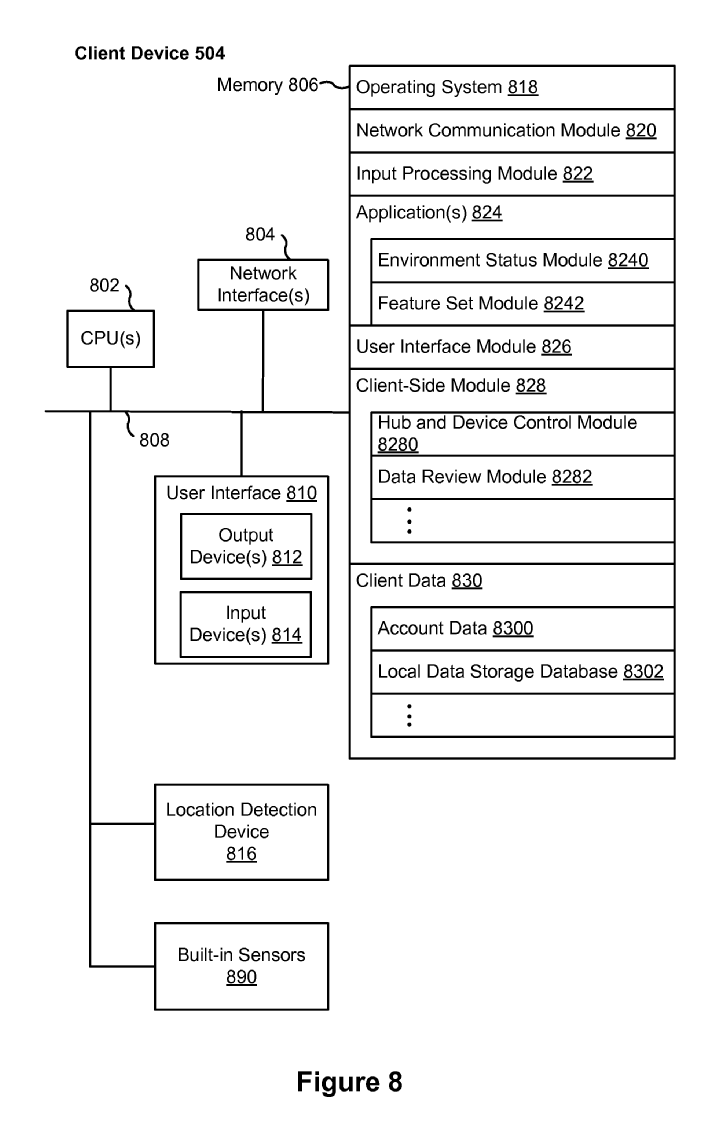 Client Device 504
Memory 806
Operating System 818
Network Communication Module 820
Input Processing Module 822
Application(s) 824
Environment Status Module 8240
Feature Set Module 8242
User Interface Module 826
Client-Side Module 828
Hub and Device Control Module
8280
Data Review Module 8282
Client Data 830
Account Data 8300
Local Data Storage Database 8302
804
Network
Interface(s)
802
CPU(s)
808
User Interface 810
Output
Device(s) 812
Input
Device(s) 814
Location Detection
Device
816
Built-in Sensors
890
Figure 8